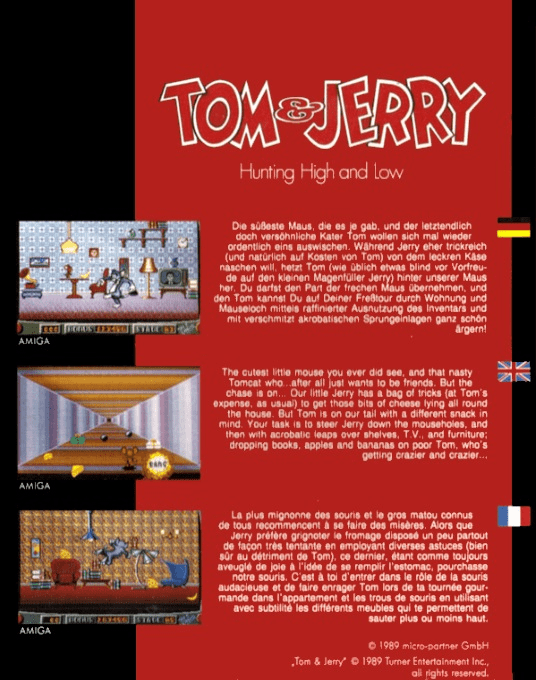 TOM & JERRY
Hunting High and Low
Die süßeste Maus, die es je gab, und der letztendlich
doch versöhnliche Kater Tom wollen sich mal wieder
ordentlich eins auswischen. Während Jerry eher trickreich
(und natürlich auf Kosten von Tom) von dem leckren Käse
naschen will, hetzt Tom (wie üblich etwas blind vor Vorfreu-
de auf den kleinen Magenfüller Jerry) hinter unserer Maus
her. Du darfst den Part der frechen Maus übernehmen, und
den Tom kannst Du auf Deiner Freßtour durch Wohnung und
Mauseloch mittels raffinierter Ausnutzung des Inventars und
mit verschmitzt akrobatischen Sprungeinlagen ganz schön
ärgern!
AMIGA
The cutest little mouse you ever did see, and that nasty
Tomcat who...after all just wants to be friends. But the
chase is on... Our little Jerry has a bag of tricks (at Tom's
expense, as usual) to get those bits of cheese lying all round
the house. But Tom is on our tail with a different snack in
mind. Your task is to steer Jerry down the mouseholes, and
then with acrobatic leaps over shelves, T.V., and furniture;
dropping books, apples and bananas on poor Tom, who's
getting crazier and crazier...
BANG
AMIGA
La plus mignonne des souris et le gros matou connus
de tous recommencent à se faire des misères. Alors que
Jerry préfère grignoter le fromage disposé un peu partout
de façon très tentante en employant diverses astuces (bien
sûr au détriment de Tom), ce dernier, étant comme toujours
aveuglé de joie à l'idée de se remplir l'estomac, pourchasse
notre souris. C'est à toi d'entrer dans le rôle de la souris
audacieuse et de faire enrager Tom lors de ta tournée gour-
mande dans l'appartement et les trous de souris en utilisant
avec subtilité les différents meubles qui te permettent de
sauter plus ou moins haut.
AMIGA
© 1989 micro-partner GmbH
„Tom & Jerry" © 1989 Turner Entertainment Inc.,
all rights reserved.